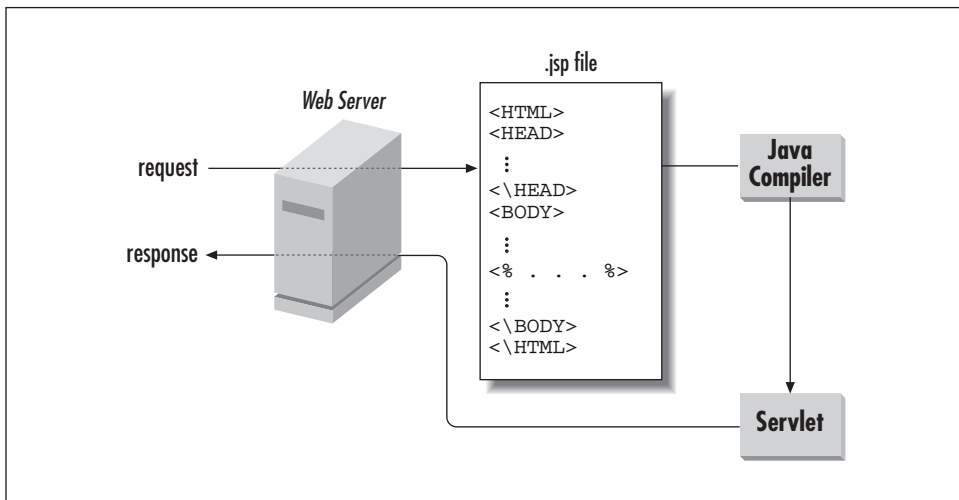 .jsp file
Web Server
request
response
<HTML>
<HEAD>
⋮
<\HEAD>
<BODY>
⋮
<% . . . %>
⋮
<\BODY>
<\HTML>
Java
Compiler
Servlet